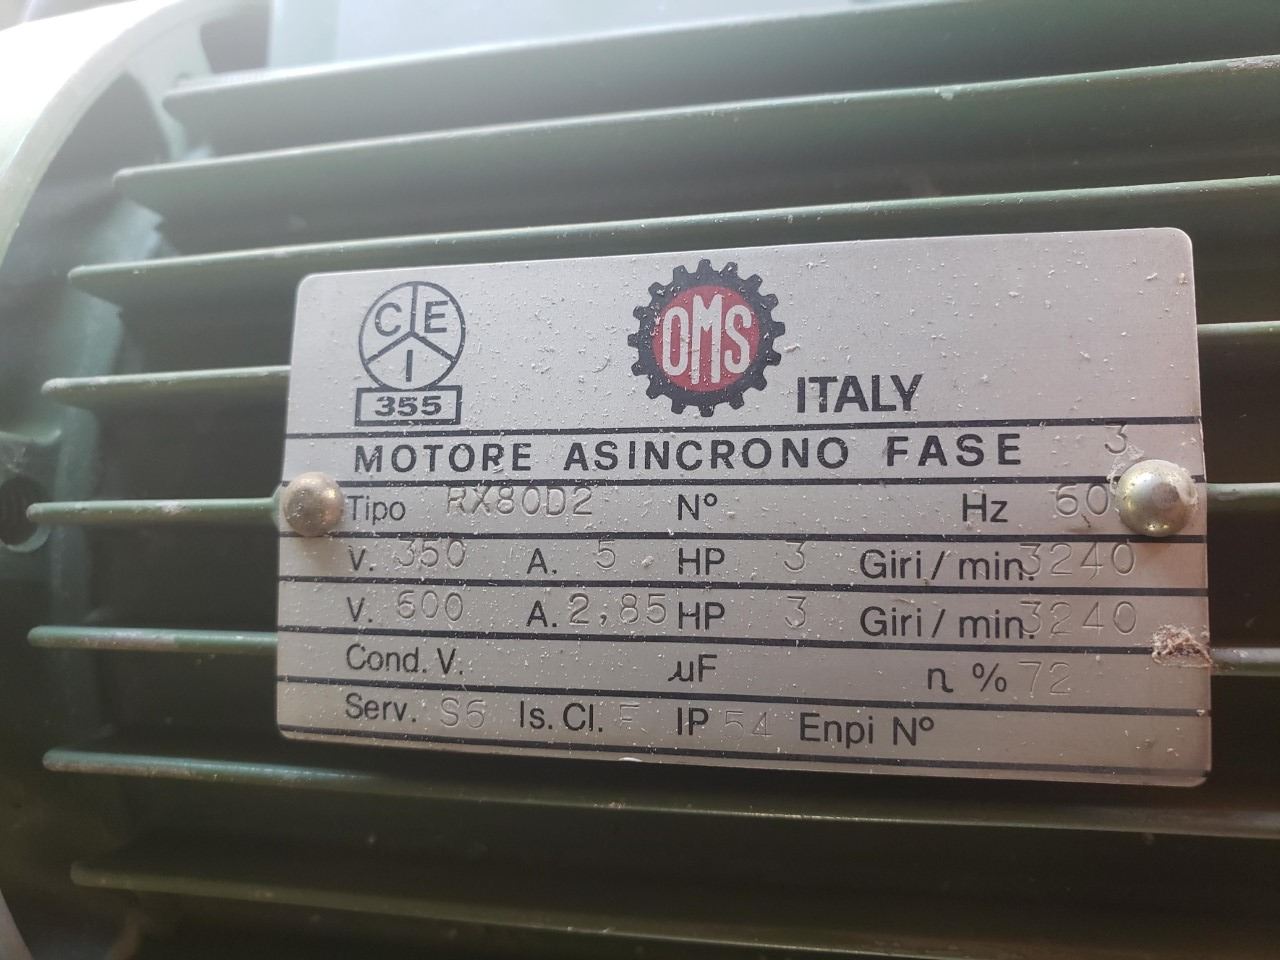 CEI
355
OMS ITALY
MOTORE ASINCRONO FASE 3
Tipo RX80D2 N° Hz 60
V. 350 A. 5 HP 3 Giri/min. 3240
V. 600 A. 2,85 HP 3 Giri/min. 3240
Cond. V. µF η % 72
Serv. S6 Is. Cl. F IP 54 Enpi N°